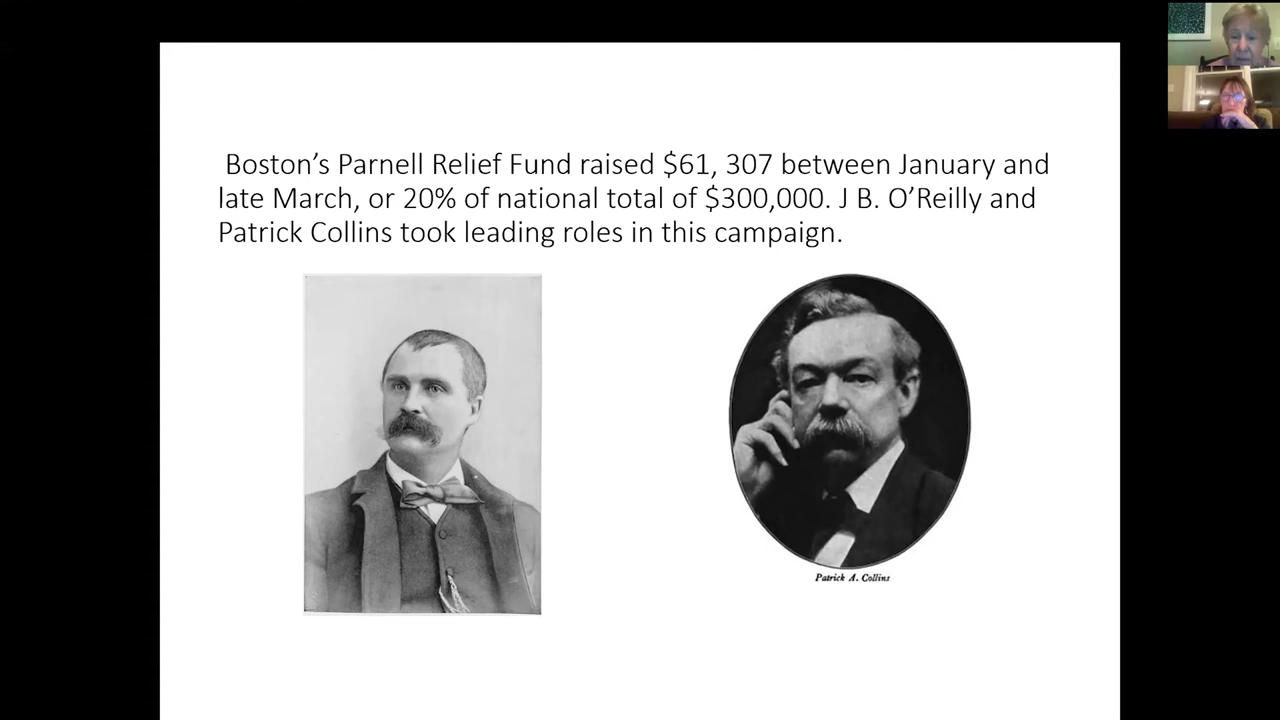 Boston’s Parnell Relief Fund raised $61, 307 between January and
late March, or 20% of national total of $300,000. J B. O’Reilly and
Patrick Collins took leading roles in this campaign.
Patrick A. Collins